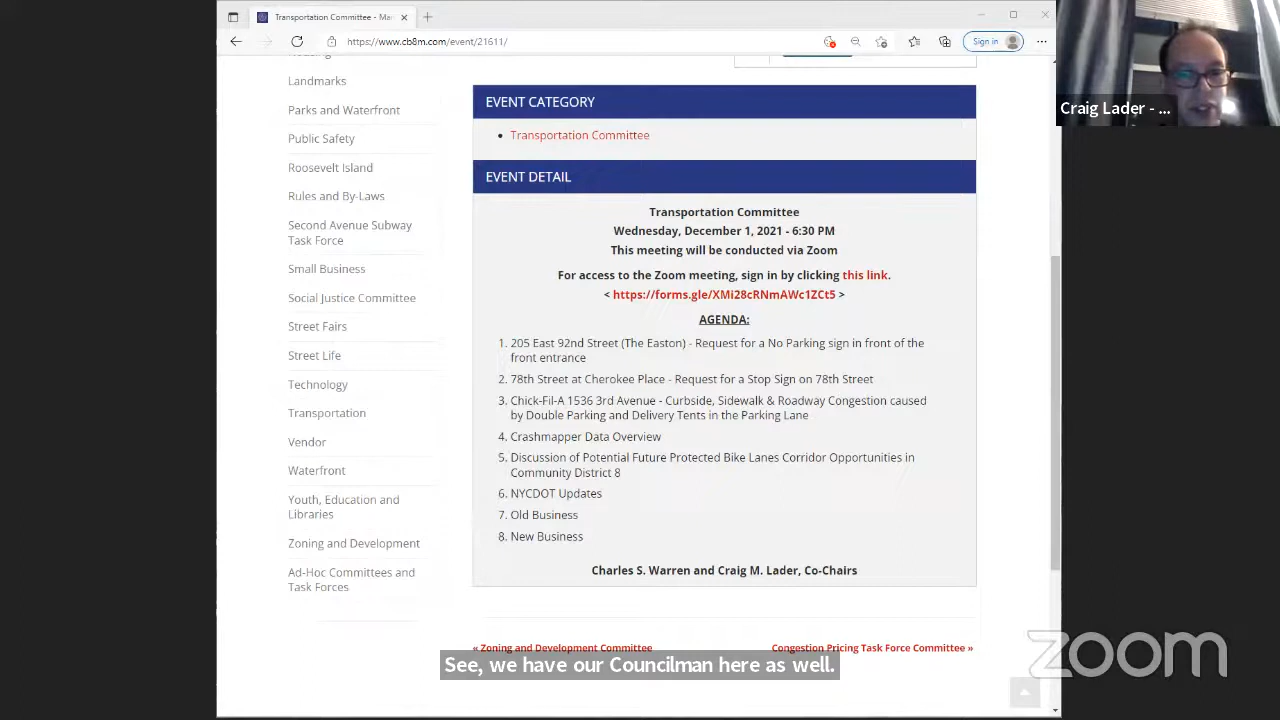 Transportation Committee - Ma
https://www.cb8m.com/event/21611/
Sign in
Craig Lader - ...
Landmarks
Parks and Waterfront
Public Safety
Roosevelt Island
Rules and By-Laws
Second Avenue Subway
Task Force
Small Business
Social Justice Committee
Street Fairs
Street Life
Technology
Transportation
Vendor
Waterfront
Youth, Education and
Libraries
Zoning and Development
Ad-Hoc Committees and
Task Forces
EVENT CATEGORY
• Transportation Committee
EVENT DETAIL
Transportation Committee
Wednesday, December 1, 2021 - 6:30 PM
This meeting will be conducted via Zoom
For access to the Zoom meeting, sign in by clicking this link.
< https://forms.gle/XMi28cRNmAWc1ZCt5 >
AGENDA:
1. 205 East 92nd Street (The Easton) - Request for a No Parking sign in front of the
front entrance
2. 78th Street at Cherokee Place - Request for a Stop Sign on 78th Street
3. Chick-Fil-A 1536 3rd Avenue - Curbside, Sidewalk & Roadway Congestion caused
by Double Parking and Delivery Tents in the Parking Lane
4. Crashmapper Data Overview
5. Discussion of Potential Future Protected Bike Lanes Corridor Opportunities in
Community District 8
6. NYCDOT Updates
7. Old Business
8. New Business
Charles S. Warren and Craig M. Lader, Co-Chairs
« Zoning and Development Committee
Congestion Pricing Task Force Committee »
See, we have our Councilman here as well.
zoom